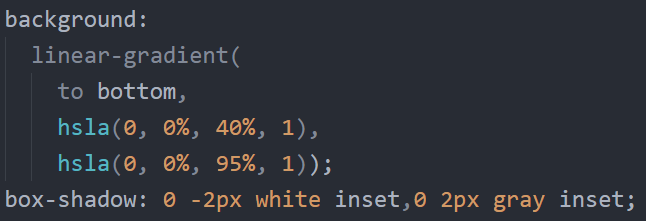 background:
linear-gradient(
to bottom,
hsla(0, 0%, 40%, 1),
hsla(0, 0%, 95%, 1));
box-shadow: 0 -2px white inset,0 2px gray inset;